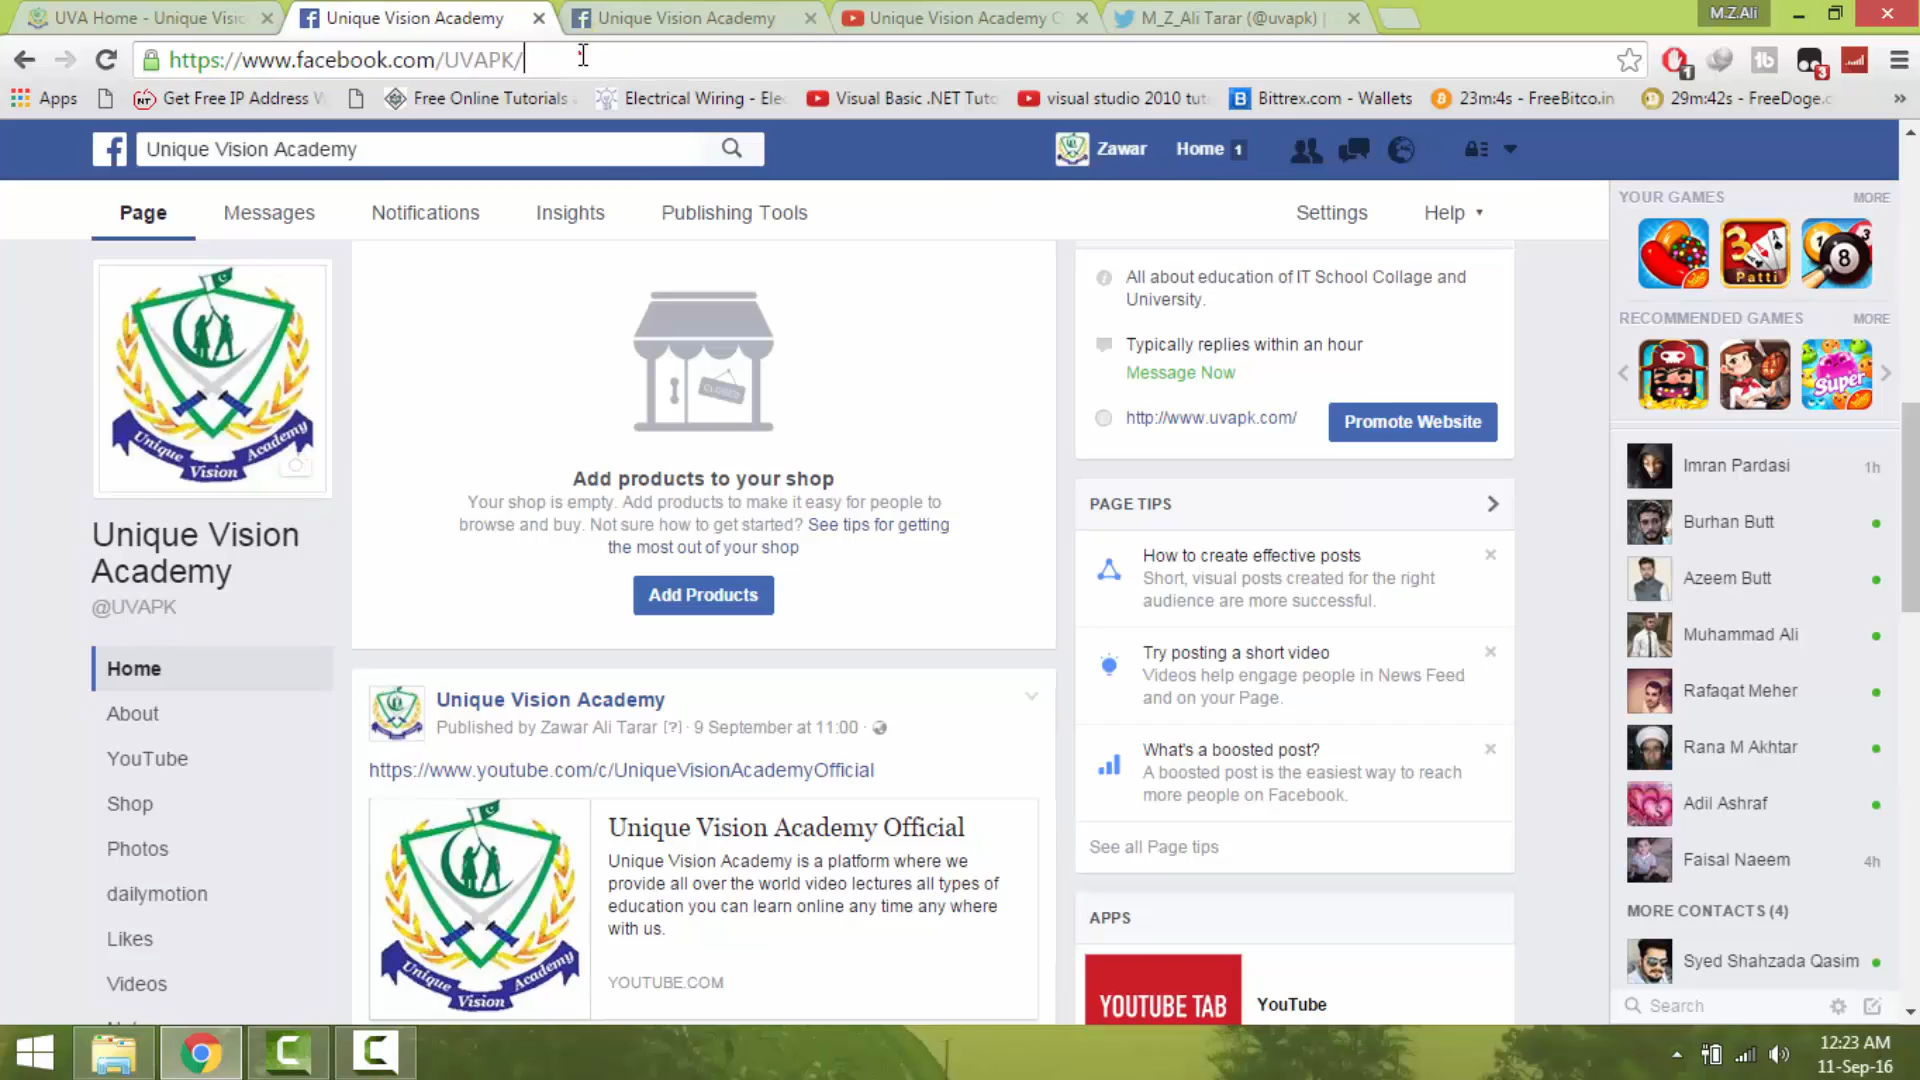 UVA Home - Unique Visi
Unique Vision Academy
Unique Vision Academy
Unique Vision Academy
M_Z_Ali Tarar (@uvapk) |
M.Z.Ali
https://www.facebook.com/UVAPK/
1
3
Apps
Get Free IP Address
Free Online Tutorials
Electrical Wiring - Ele
Visual Basic .NET Tuto
visual studio 2010 tut
Bittrex.com - Wallets
23m:4s - FreeBitco.in
29m:42s - FreeDoge.c
Unique Vision Academy
Zawar
Home 1
Page
Messages
Notifications
Insights
Publishing Tools
Settings
Help
Unique Vision Academy
Unique Vision
Academy
@UVAPK
Home
About
YouTube
Shop
Photos
dailymotion
Likes
Videos
CLOSED
Add products to your shop
Your shop is empty. Add products to make it easy for people to
browse and buy. Not sure how to get started? See tips for getting
the most out of your shop
Add Products
Unique Vision Academy
Published by Zawar Ali Tarar [?] · 9 September at 11:00 ·
https://www.youtube.com/c/UniqueVisionAcademyOfficial
Unique Vision Academy
Unique Vision Academy Official
Unique Vision Academy is a platform where we
provide all over the world video lectures all types of
education you can learn online any time any where
with us.
YOUTUBE.COM
All about education of IT School Collage and
University.
Typically replies within an hour
Message Now
http://www.uvapk.com/
Promote Website
PAGE TIPS
How to create effective posts
Short, visual posts created for the right
audience are more successful.
Try posting a short video
Videos help engage people in News Feed
and on your Page.
What's a boosted post?
A boosted post is the easiest way to reach
more people on Facebook.
See all Page tips
APPS
YOUTUBE TAB
YouTube
YOUR GAMES
MORE
3
Patti
8
RECOMMENDED GAMES
MORE
Super
Imran Pardasi
1h
Burhan Butt
Azeem Butt
Muhammad Ali
Rafaqat Meher
Rana M Akhtar
Adil Ashraf
Faisal Naeem
4h
MORE CONTACTS (4)
Syed Shahzada Qasim
Search
12:23 AM
11-Sep-16